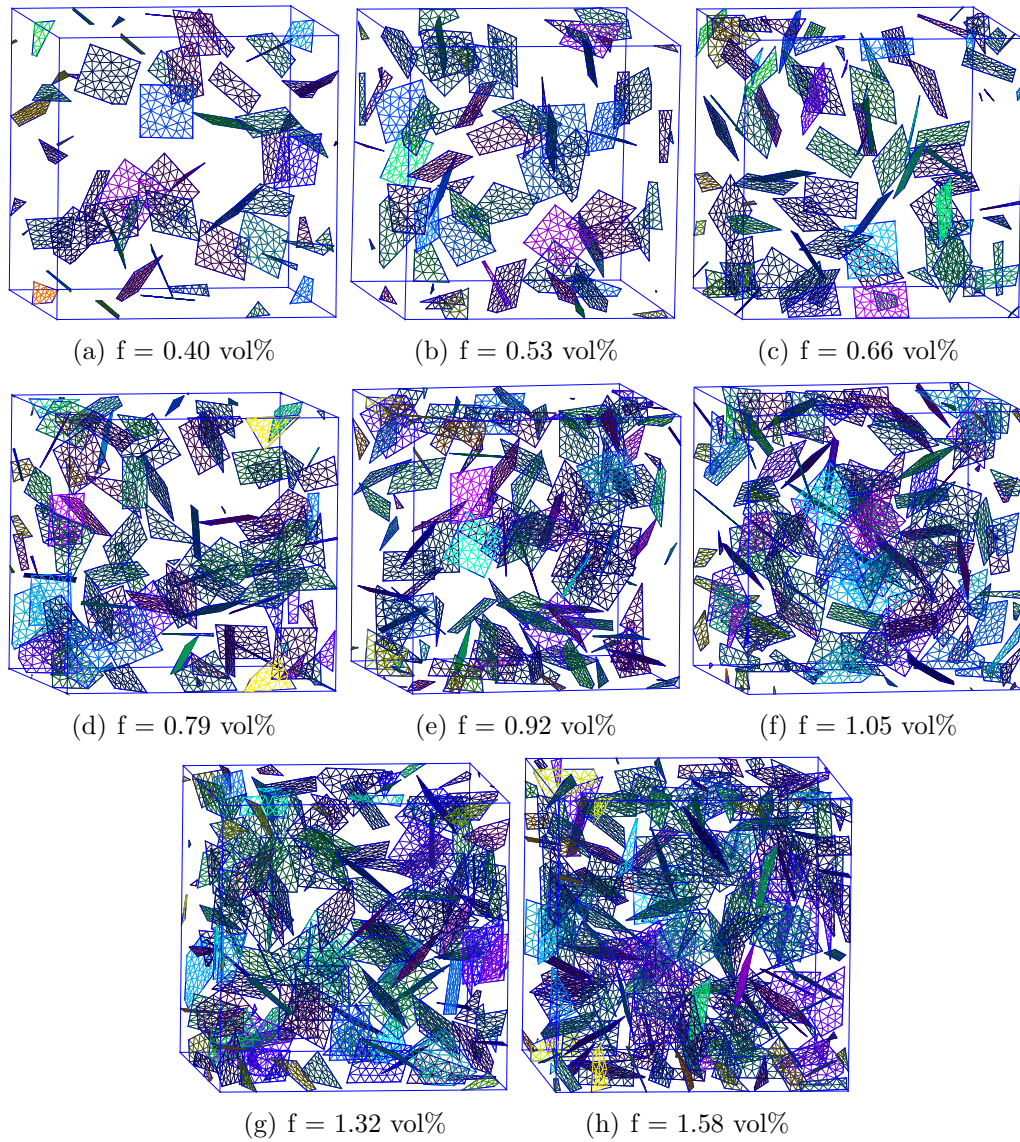 (a) f = 0.40 vol%
(b) f = 0.53 vol%
(c) f = 0.66 vol%
(d) f = 0.79 vol%
(e) f = 0.92 vol%
(f) f = 1.05 vol%
(g) f = 1.32 vol%
(h) f = 1.58 vol%